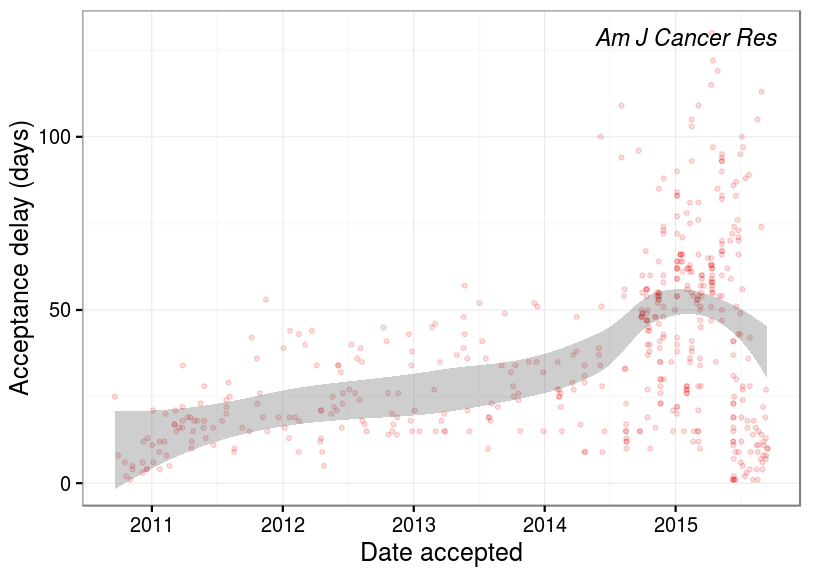 Am J Cancer Res
Acceptance delay (days)
100
50
0
2011 2012 2013 2014 2015
Date accepted